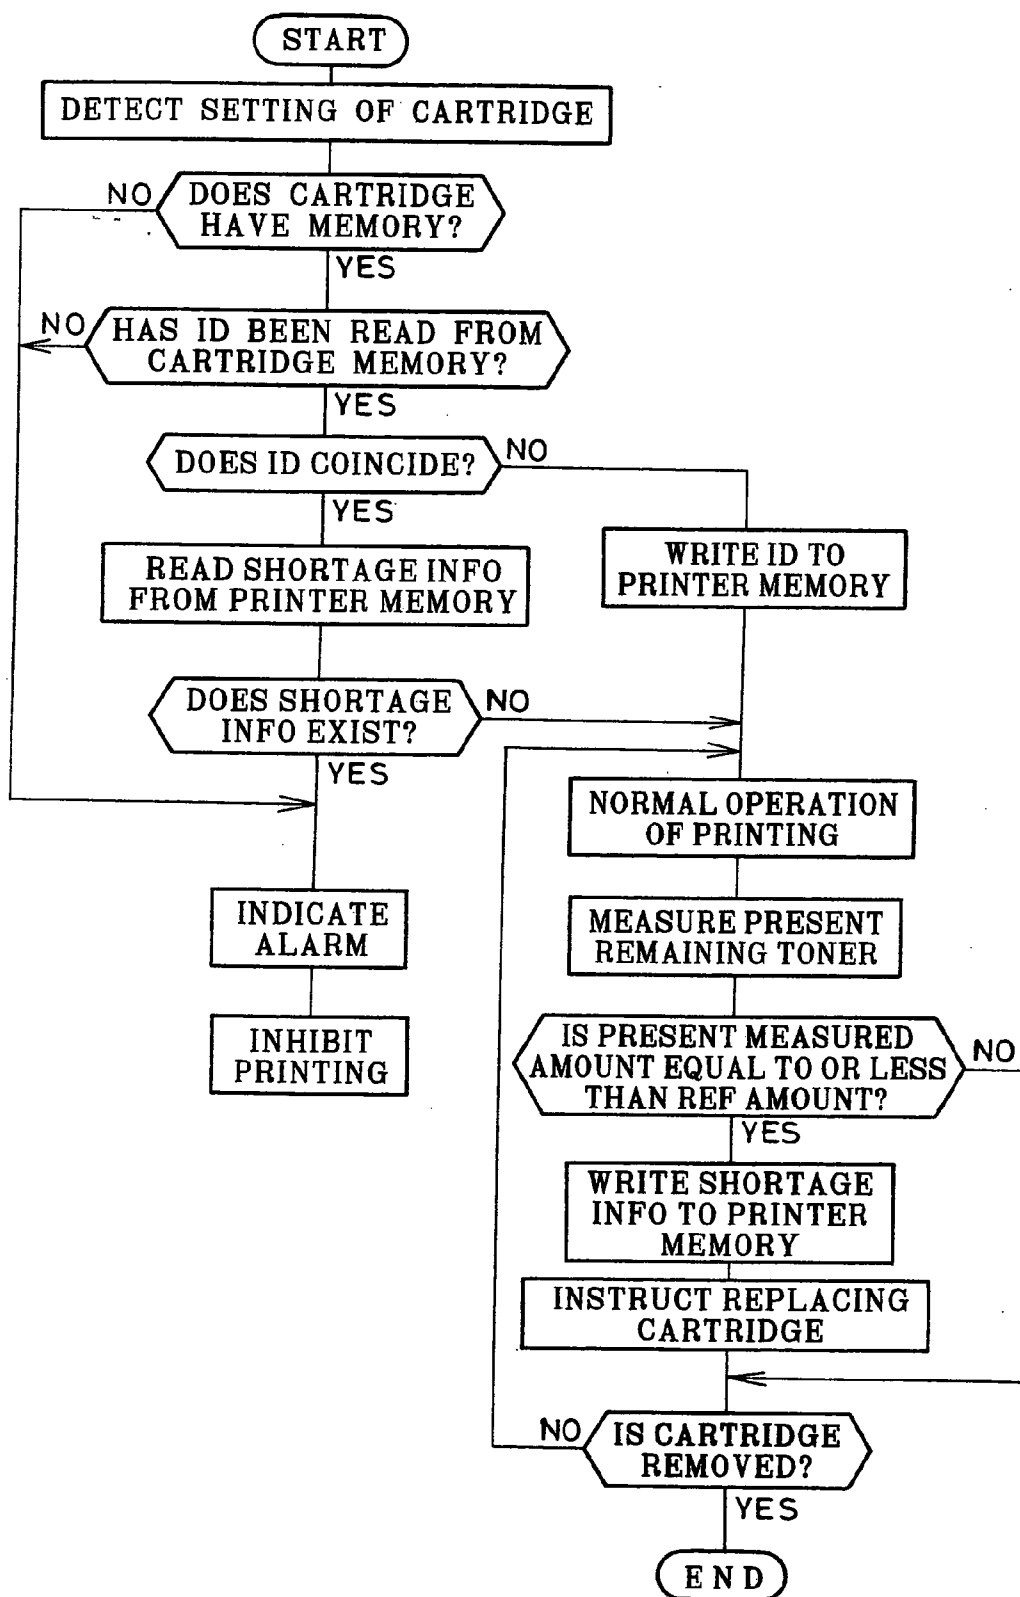 START
DETECT SETTING OF CARTRIDGE
NO
DOES CARTRIDGE
HAVE MEMORY?
YES
NO
HAS ID BEEN READ FROM
CARTRIDGE MEMORY?
YES
DOES ID COINCIDE?
NO
YES
READ SHORTAGE INFO
FROM PRINTER MEMORY
WRITE ID TO
PRINTER MEMORY
DOES SHORTAGE
INFO EXIST?
NO
YES
INDICATE
ALARM
INHIBIT
PRINTING
NORMAL OPERATION
OF PRINTING
MEASURE PRESENT
REMAINING TONER
IS PRESENT MEASURED
AMOUNT EQUAL TO OR LESS
THAN REF AMOUNT?
NO
YES
WRITE SHORTAGE
INFO TO PRINTER
MEMORY
INSTRUCT REPLACING
CARTRIDGE
NO
IS CARTRIDGE
REMOVED?
YES
END